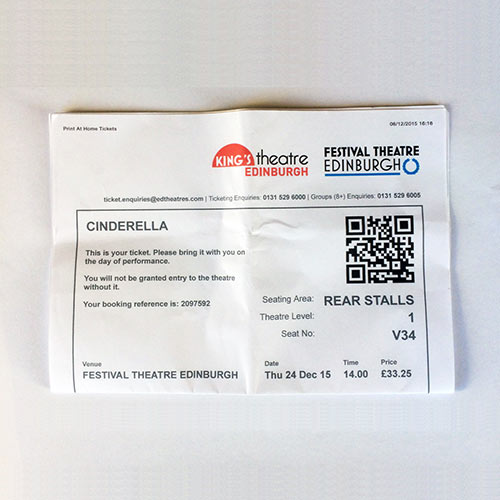 Print At Home Tickets
06/12/2015 16:16
KING'S theatre
EDINBURGH
FESTIVAL THEATRE
EDINBURGH
ticket.enquiries@edtheatres.com | Ticketing Enquiries: 0131 529 6000 | Groups (8+) Enquiries: 0131 529 6005
CINDERELLA
This is your ticket. Please bring it with you on
the day of performance.
You will not be granted entry to the theatre
without it.
Your booking reference is: 2097592
Seating Area: REAR STALLS
Theatre Level: 1
Seat No: V34
Venue
FESTIVAL THEATRE EDINBURGH
Date Time Price
Thu 24 Dec 15 14.00 £33.25